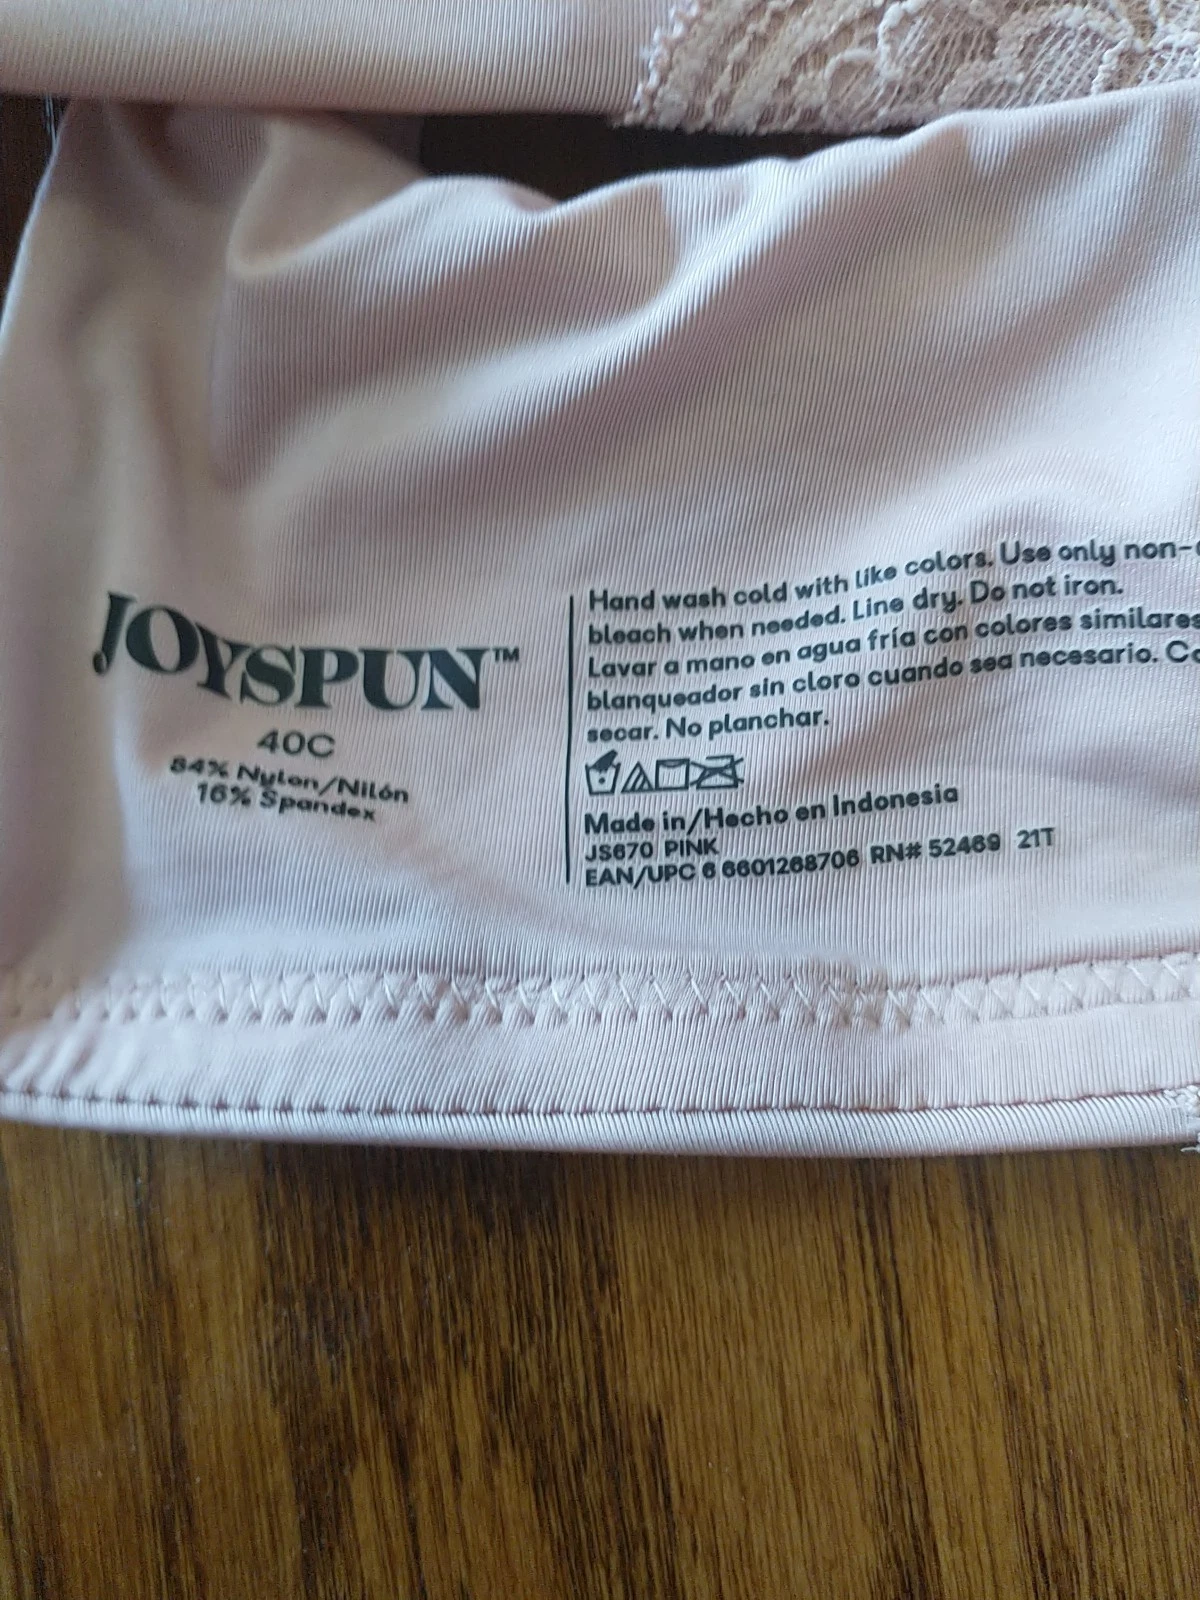 JOYSPUN™
40C
84% Nylon/Nilón
16% Spandex
Hand wash cold with like colors. Use only non-
bleach when needed. Line dry. Do not iron.
Lavar a mano en agua fría con colores similares
blanqueador sin cloro cuando sea necesario.
secar. No planchar.
Made in/Hecho en Indonesia
JS670 PINK
EAN/UPC 6 6601268706 RN# 52469 21T